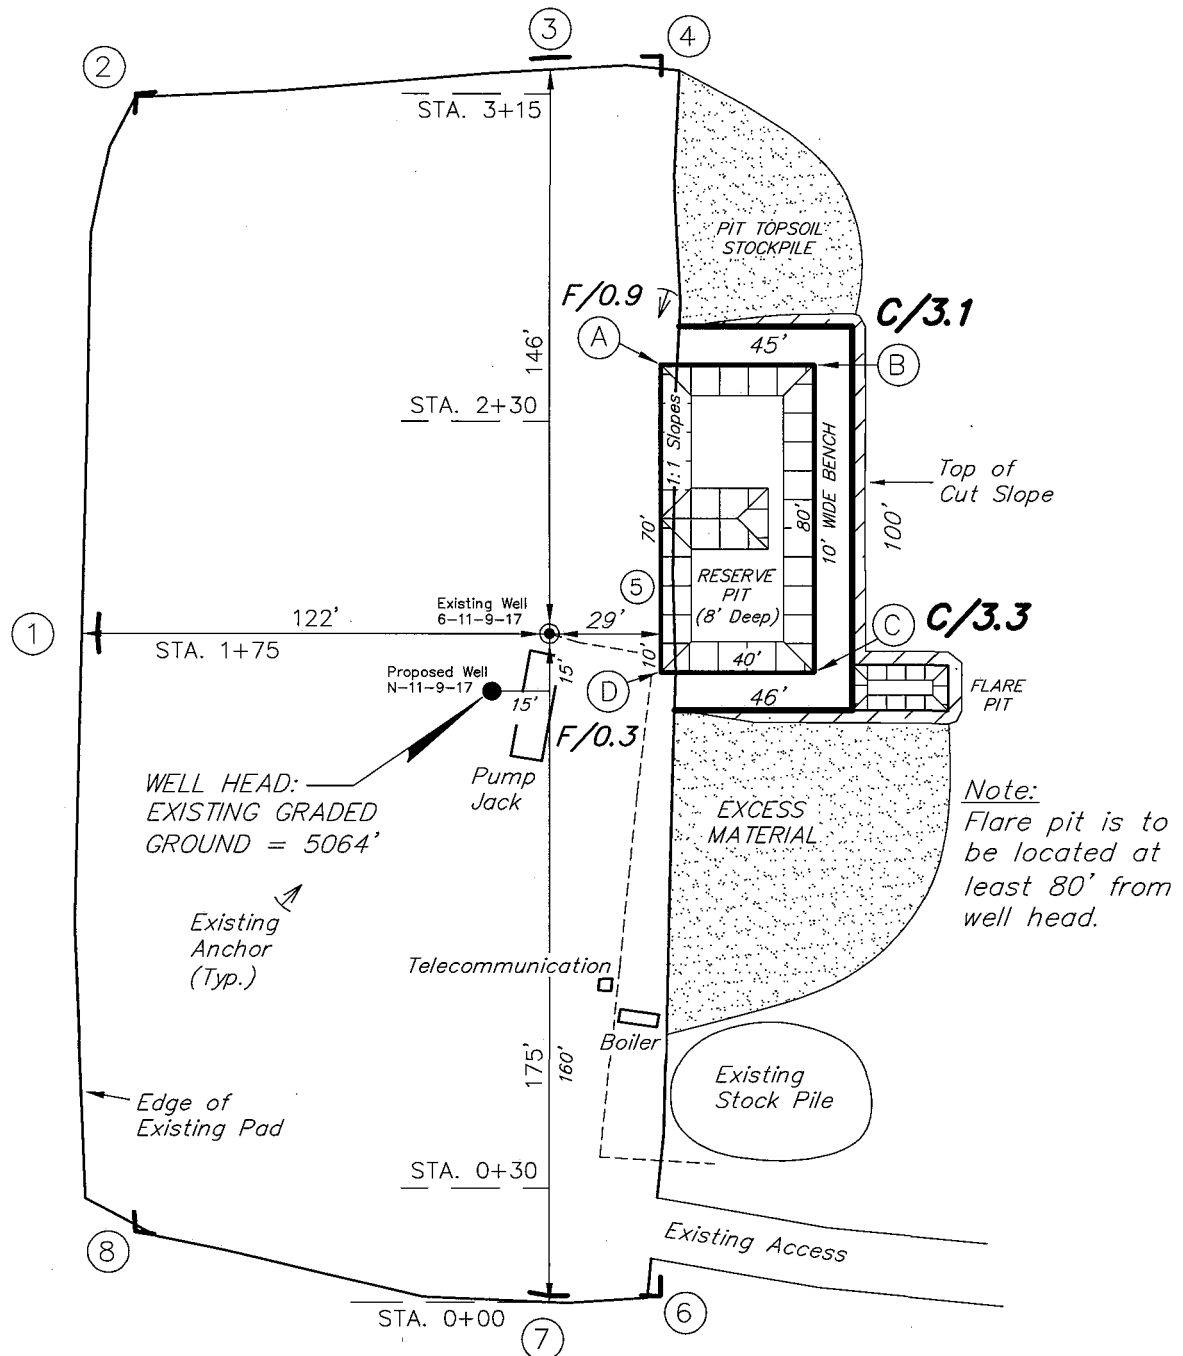 3
4
2
STA. 3+15
PIT TOPSOIL
STOCKPILE
F/0.9
C/3.1
A
45'
B
146'
STA. 2+30
1:1 Slopes
10' WIDE BENCH
Top of
Cut Slope
100'
70'
80'
5
RESERVE
PIT
(8' Deep)
Existing Well
6-11-9-17
1
122'
29'
C
C/3.3
STA. 1+75
15'
10'
40'
Proposed Well
N-11-9-17
15'
D
46'
FLARE
PIT
F/0.3
Pump
Jack
WELL HEAD:
EXISTING GRADED
GROUND = 5064'
EXCESS
MATERIAL
Note:
Flare pit is to
be located at
least 80' from
well head.
Existing
Anchor
(Typ.)
Telecommunication
Boiler
175'
160'
Existing
Stock Pile
Edge of
Existing Pad
STA. 0+30
8
Existing Access
STA. 0+00
6
7